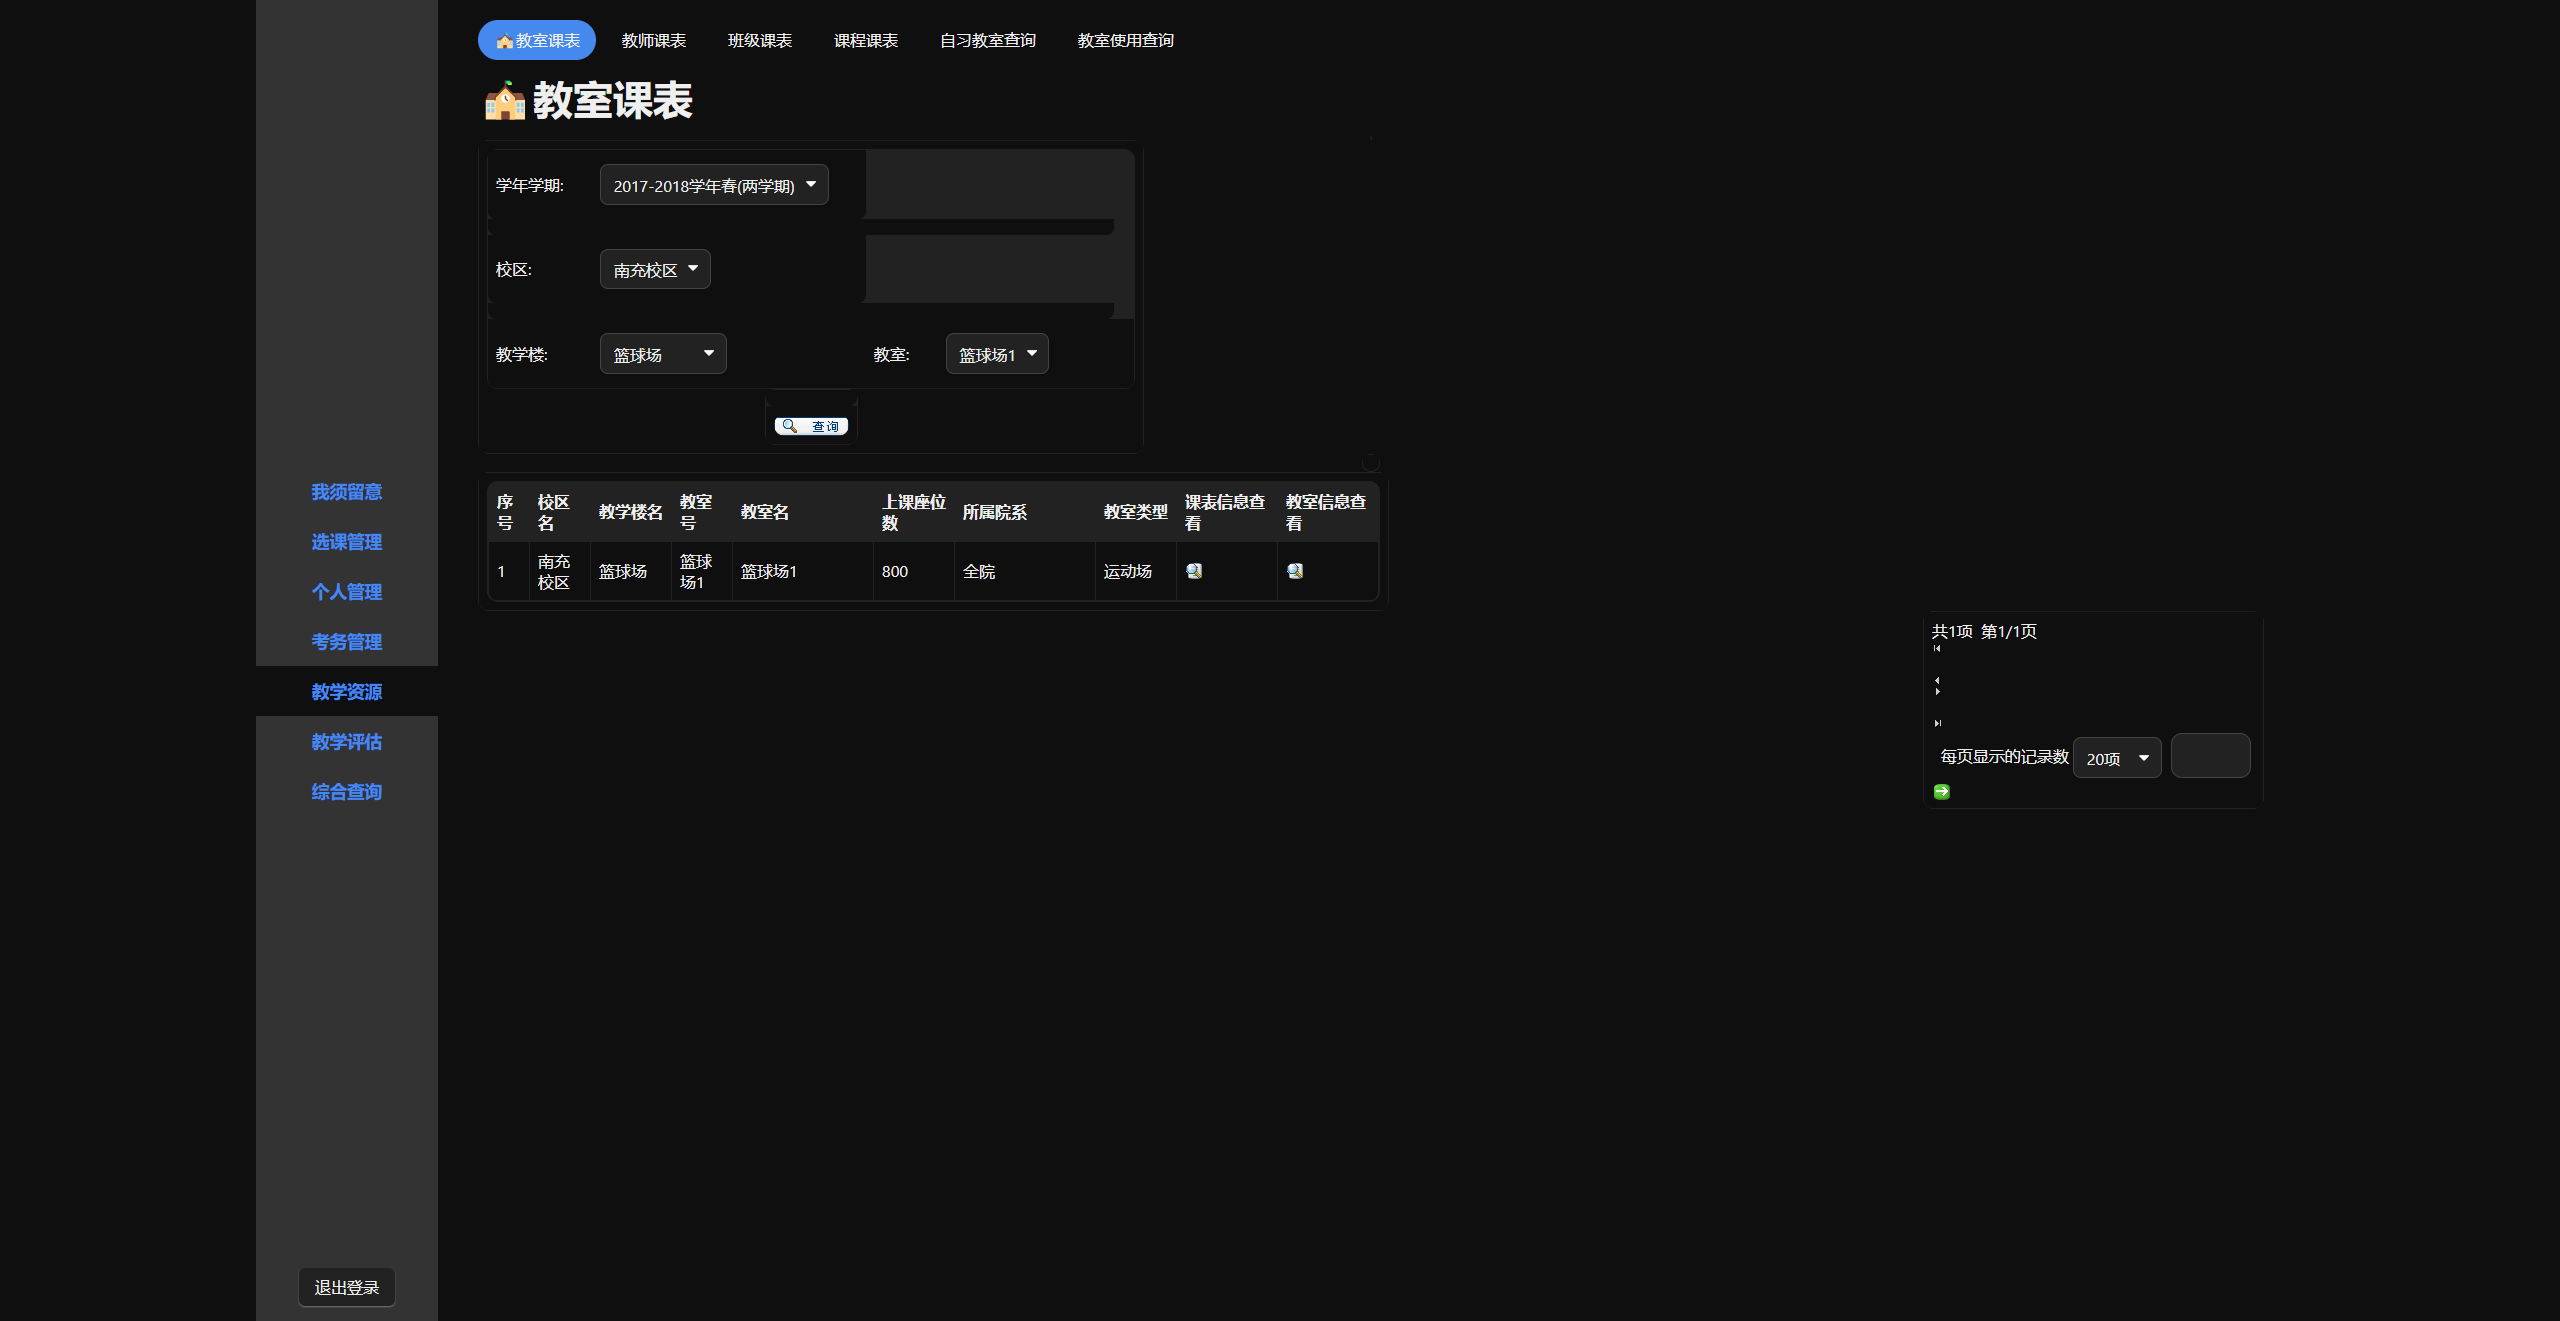 教室课表 教师课表 班级课表 课程课表 自习教室查询 教室使用查询
教室课表
学年学期: 2017-2018学年春(两学期)
校区: 南充校区
教学楼: 篮球场 教室: 篮球场1
查询
我须留意
选课管理
个人管理
考务管理
教学资源
教学评估
综合查询
退出登录
序号 校区名 教学楼名 教室号 教室名 上课座位数 所属院系 教室类型 课表信息查看 教室信息查看
1 南充校区 篮球场 篮球场1 篮球场1 800 全院 运动场
共1项 第1/1页
每页显示的记录数 20项